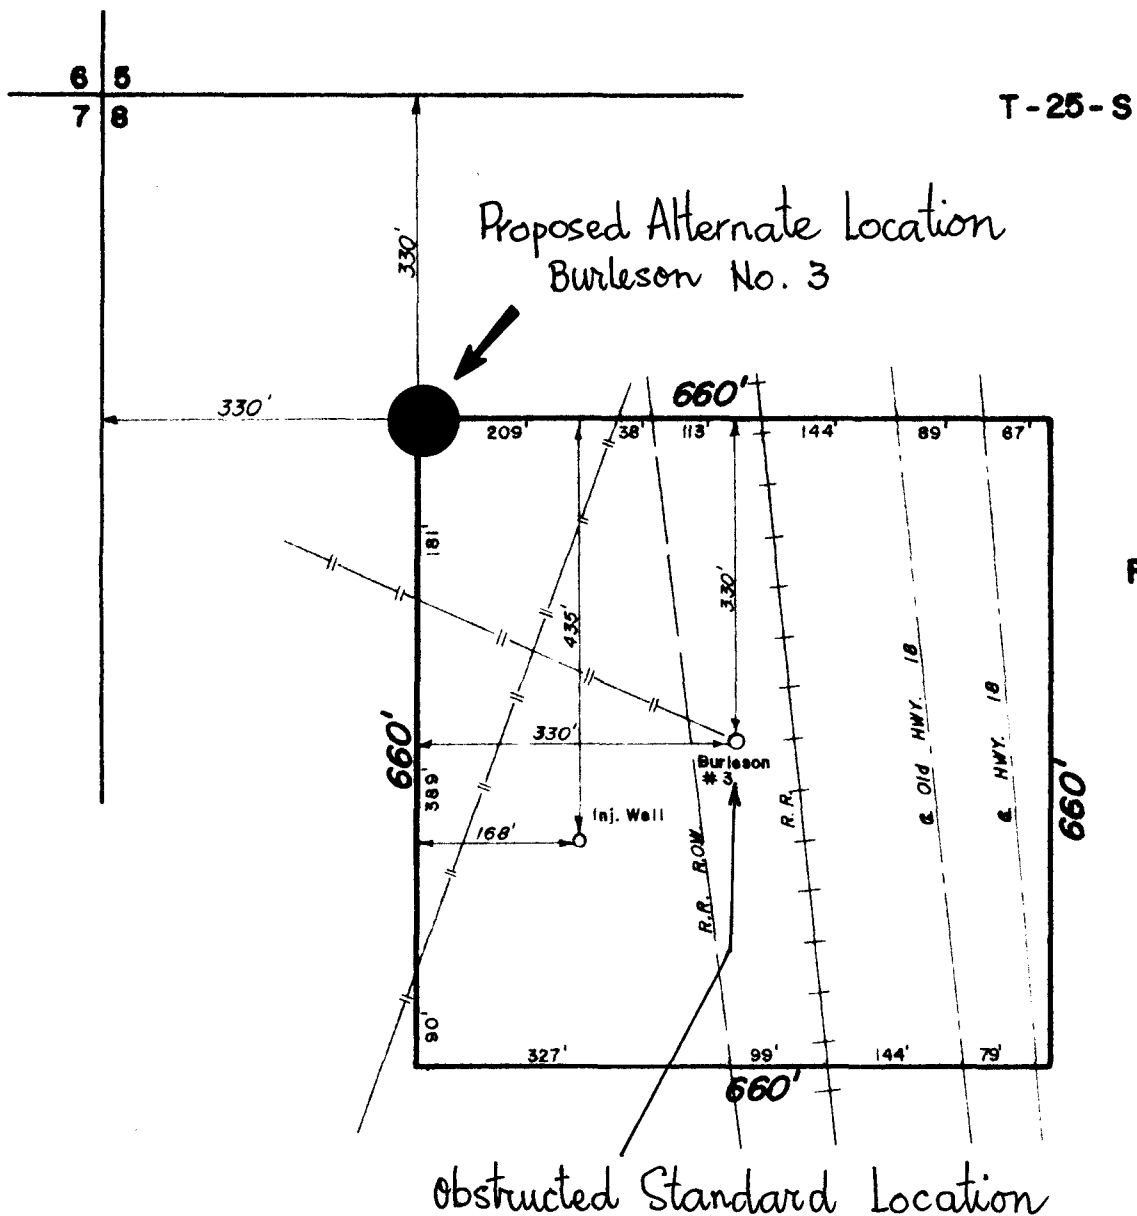 6 5
7 8
T-25-S
330'
Proposed Alternate Location
Burleson No. 3
330'
660'
209' 38' 113' 144' 89' 67'
181'
435'
330'
660'
389'
330'
Burleson
# 3
Inj. Well
168'
R.R. ROW
R.R.
℄ Old HWY. 18
℄ HWY. 18
660'
90'
327' 99' 144' 79'
660'
Obstructed Standard Location